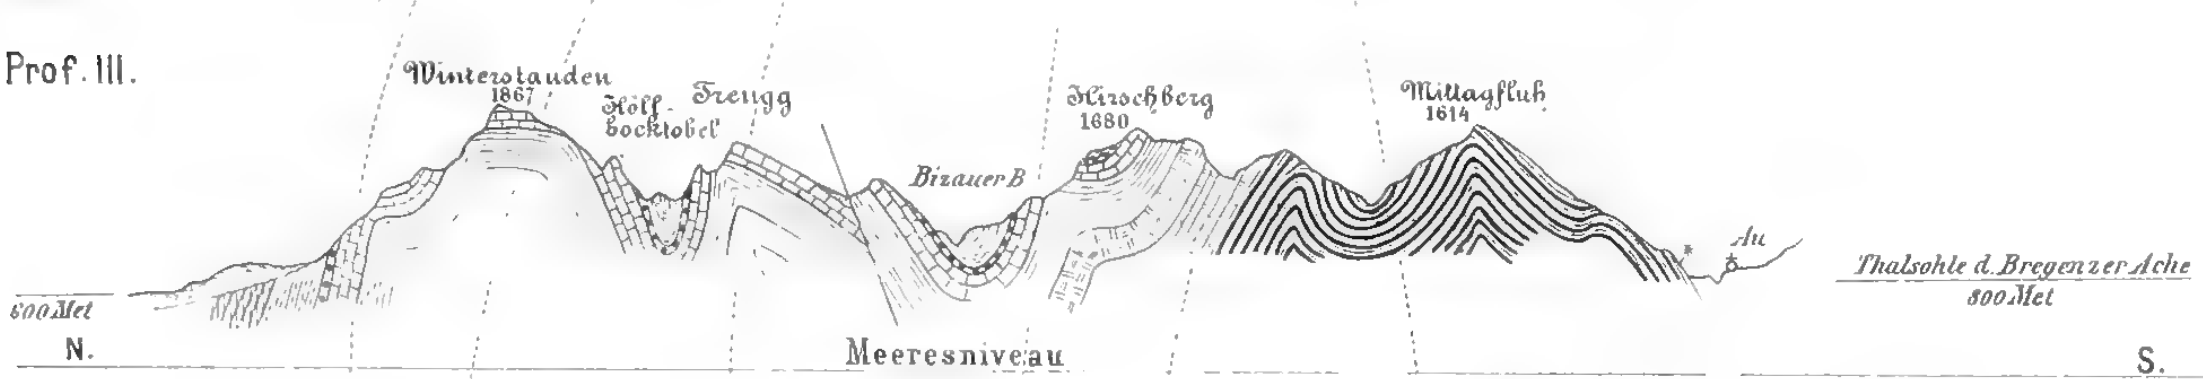 Prof. III.
Winterstauden
1867
Höll-
bocktobel
Freugg
Bizauer B
Hirschberg
1680
Mittagfluh
1614
Au
Thalsohle d. Bregenzer Ache
800 Met
600 Met
N.
Meeresniveau
S.